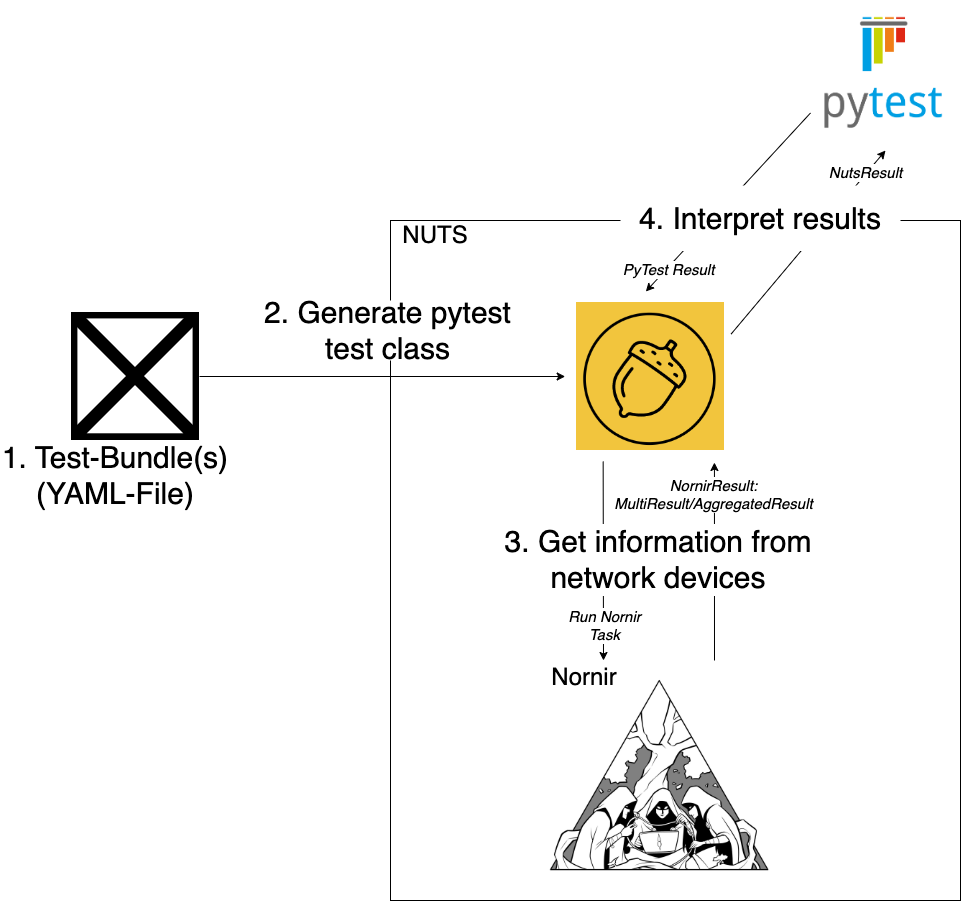 pytest
NutsResult
4. Interpret results
NUTS
PyTest Result
2. Generate pytest
test class
1. Test-Bundle(s)
(YAML-File)
NornirResult:
MultiResult/AggregatedResult
3. Get information from
network devices
Run Nornir
Task
Nornir